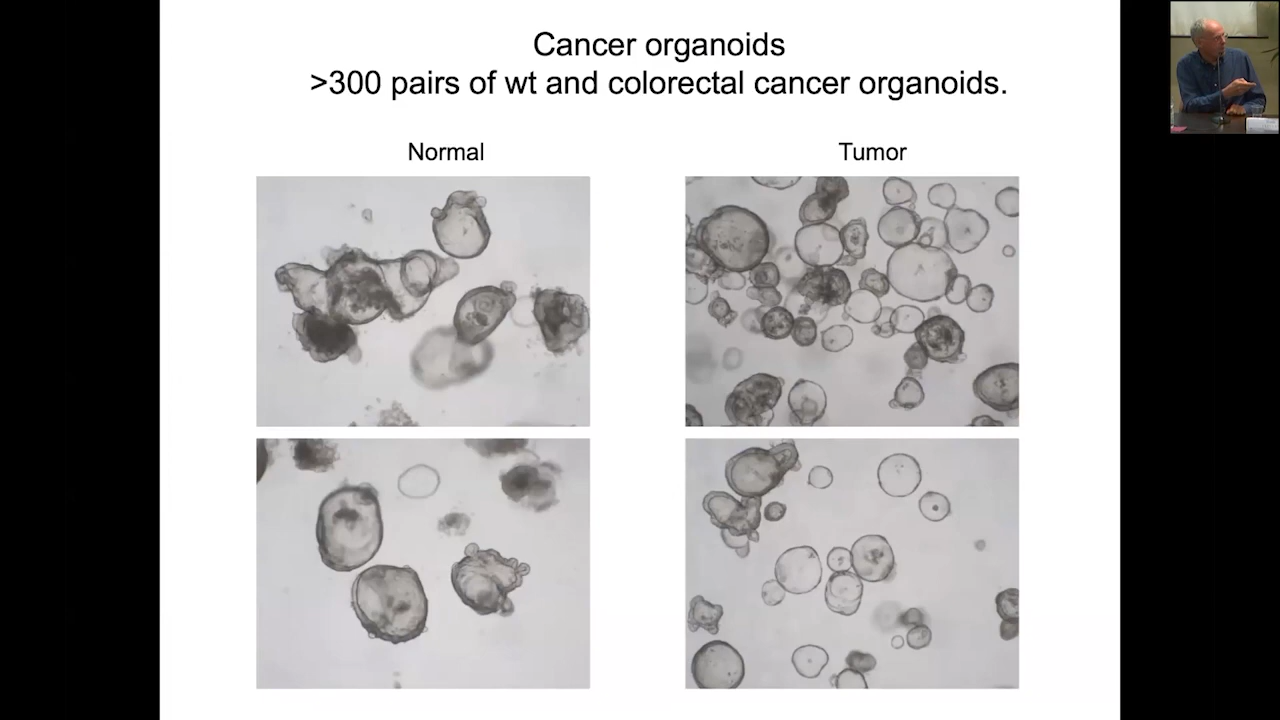 Cancer organoids
>300 pairs of wt and colorectal cancer organoids.
Normal
Tumor